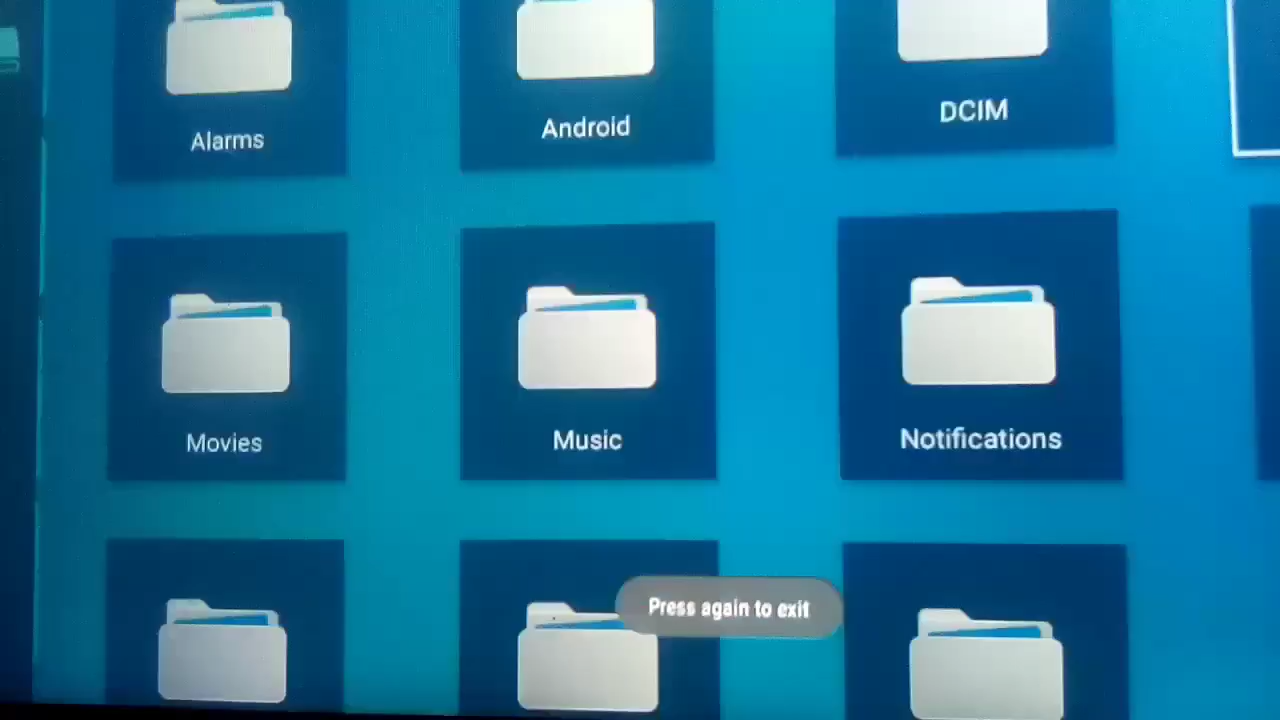 Alarms
Android
DCIM
Movies
Music
Notifications
Press again to exit